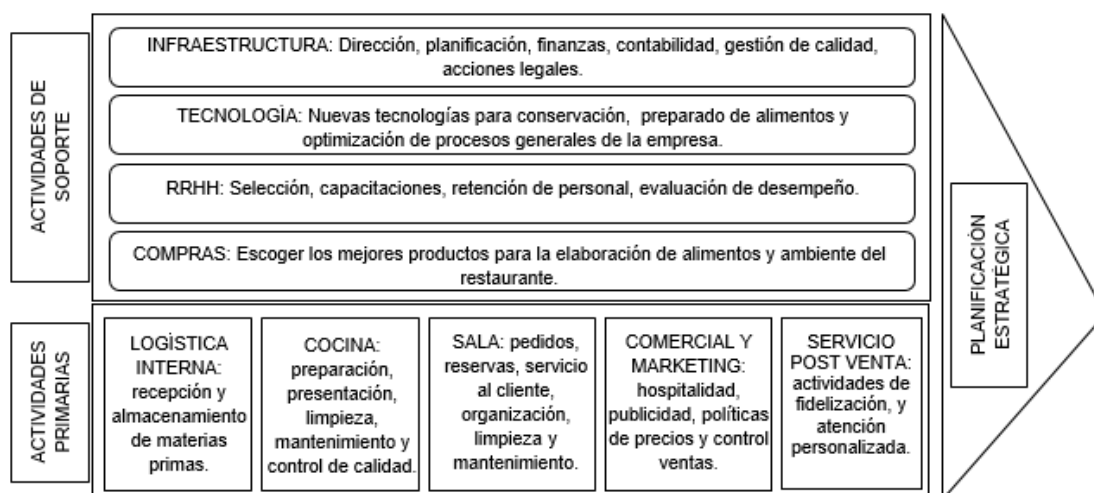 ACTIVIDADES DE
SOPORTE
INFRAESTRUCTURA: Dirección, planificación, finanzas, contabilidad, gestión de calidad,
acciones legales.
TECNOLOGÌA: Nuevas tecnologías para conservación, preparado de alimentos y
optimización de procesos generales de la empresa.
RRHH: Selección, capacitaciones, retención de personal, evaluación de desempeño.
COMPRAS: Escoger los mejores productos para la elaboración de alimentos y ambiente del
restaurante.
ACTIVIDADES
PRIMARIAS
LOGÌSTICA
INTERNA:
recepción y
almacenamiento
de materias
primas.
COCINA:
preparación,
presentación,
limpieza,
mantenimiento y
control de calidad.
SALA: pedidos,
reservas, servicio
al cliente,
organización,
limpieza y
mantenimiento.
COMERCIAL Y
MARKETING:
hospitalidad,
publicidad, políticas
de precios y control
ventas.
SERVICIO
POST VENTA:
actividades de
fidelización, y
atención
personalizada.
PLANIFICACIÓN
ESTRATÉGICA